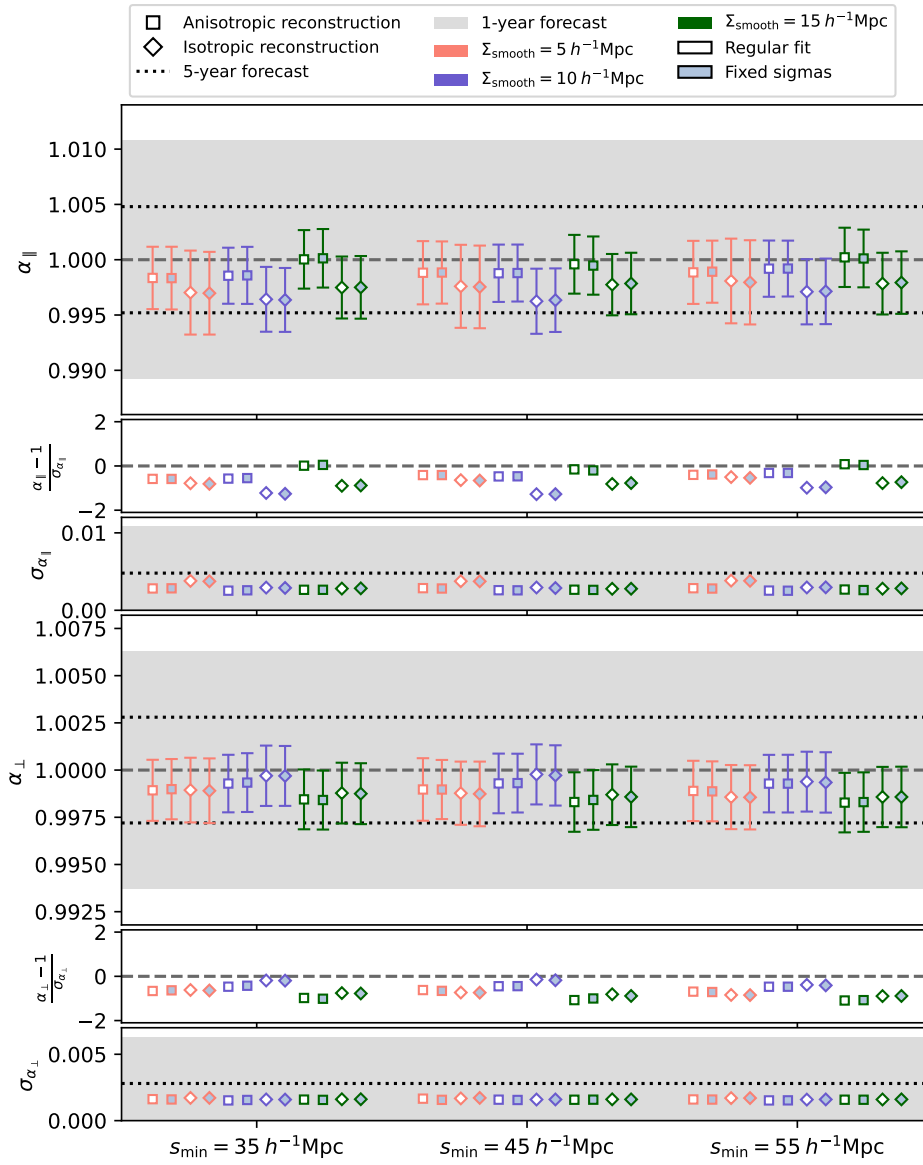 Anisotropic reconstruction
Isotropic reconstruction
5-year forecast
1-year forecast
Σsmooth = 5 h⁻¹Mpc
Σsmooth = 10 h⁻¹Mpc
Σsmooth = 15 h⁻¹Mpc
Regular fit
Fixed sigmas
1.010
1.005
1.000
0.995
0.990
α∥
2
0
−2
α∥ − 1
σα∥
0.01
0.00
σα∥
1.0075
1.0050
1.0025
1.0000
0.9975
0.9950
0.9925
α⊥
2
0
−2
α⊥ − 1
σα⊥
0.005
0.000
σα⊥
smin = 35 h⁻¹Mpc smin = 45 h⁻¹Mpc smin = 55 h⁻¹Mpc